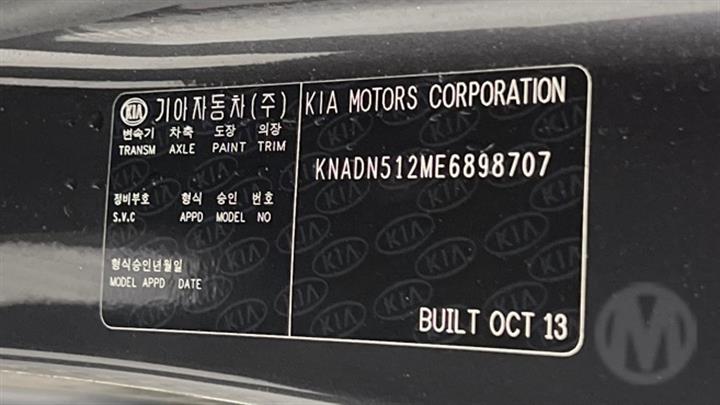 KIA 기아자동차(주)
변속기 차축 도장 의장
TRANSM AXLE PAINT TRIM
정비부호 형식 승인 번호
S.V.C APPD MODEL NO
형식승인년월일
MODEL APPD DATE
KIA MOTORS CORPORATION
KNADN512ME6898707
BUILT OCT 13
M